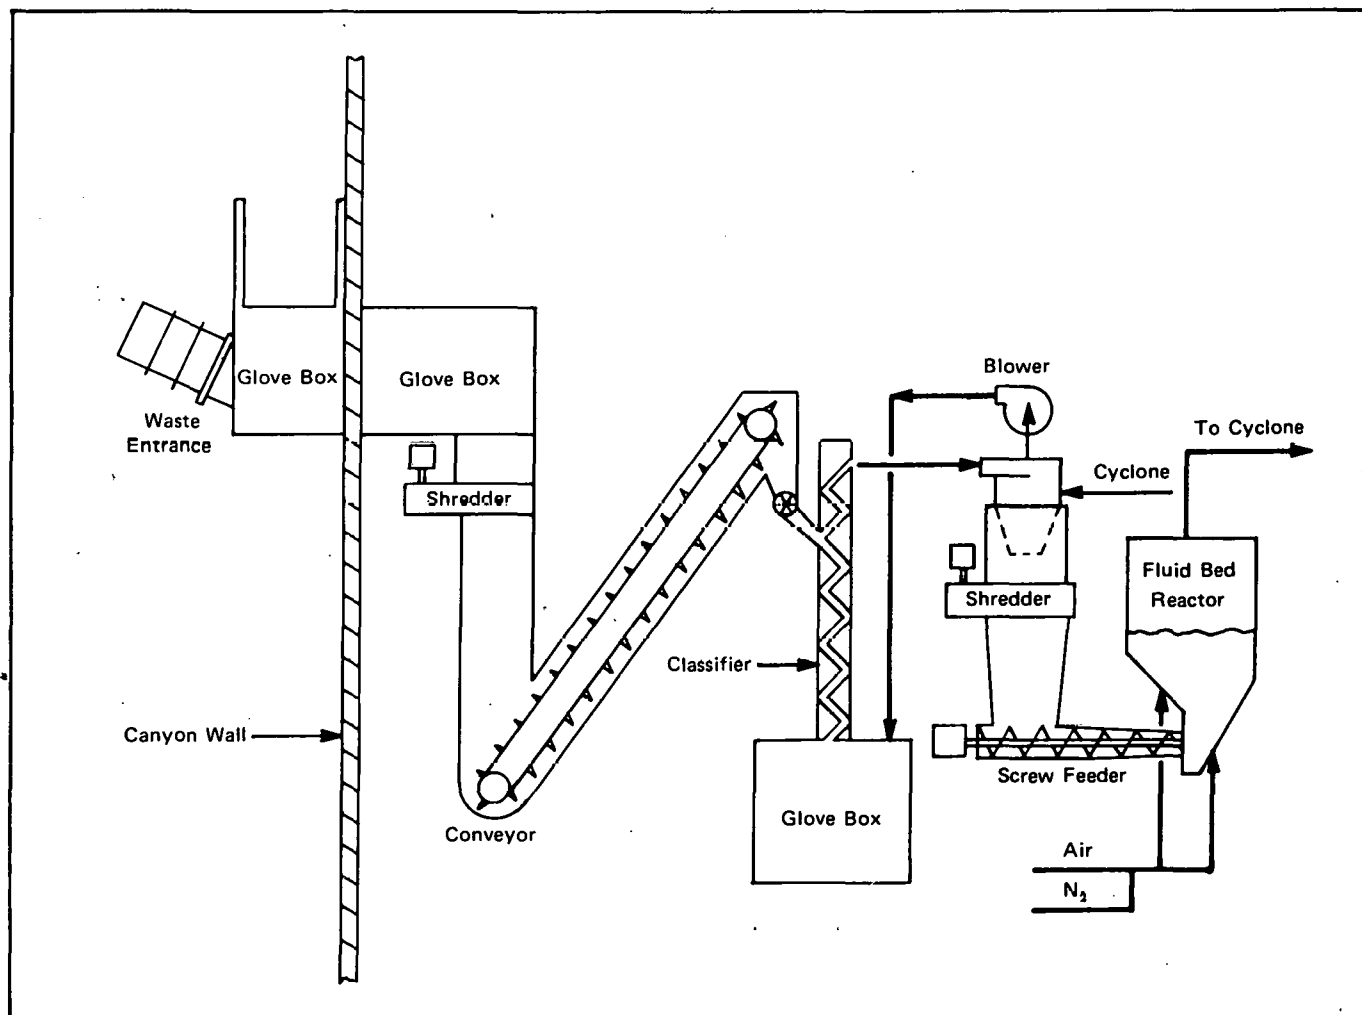 Blower
To Cyclone
Glove Box
Glove Box
Waste
Entrance
Cyclone
Shredder
Fluid Bed
Reactor
Shredder
Classifier
Canyon Wall
Screw Feeder
Conveyor
Glove Box
Air
N₂